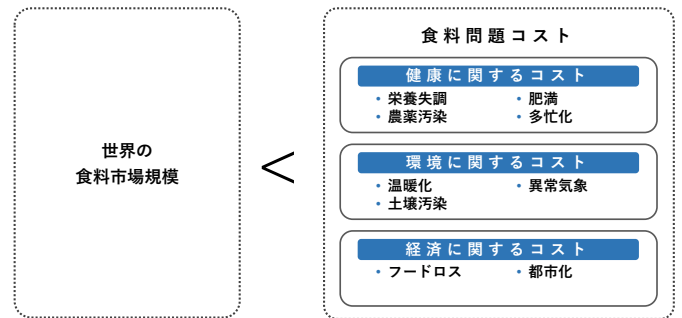 世界の
食料市場規模
<
食料問題コスト
健康に関するコスト
• 栄養失調 • 肥満
• 農薬汚染 • 多忙化
環境に関するコスト
• 温暖化 • 異常気象
• 土壌汚染
経済に関するコスト
• フードロス • 都市化